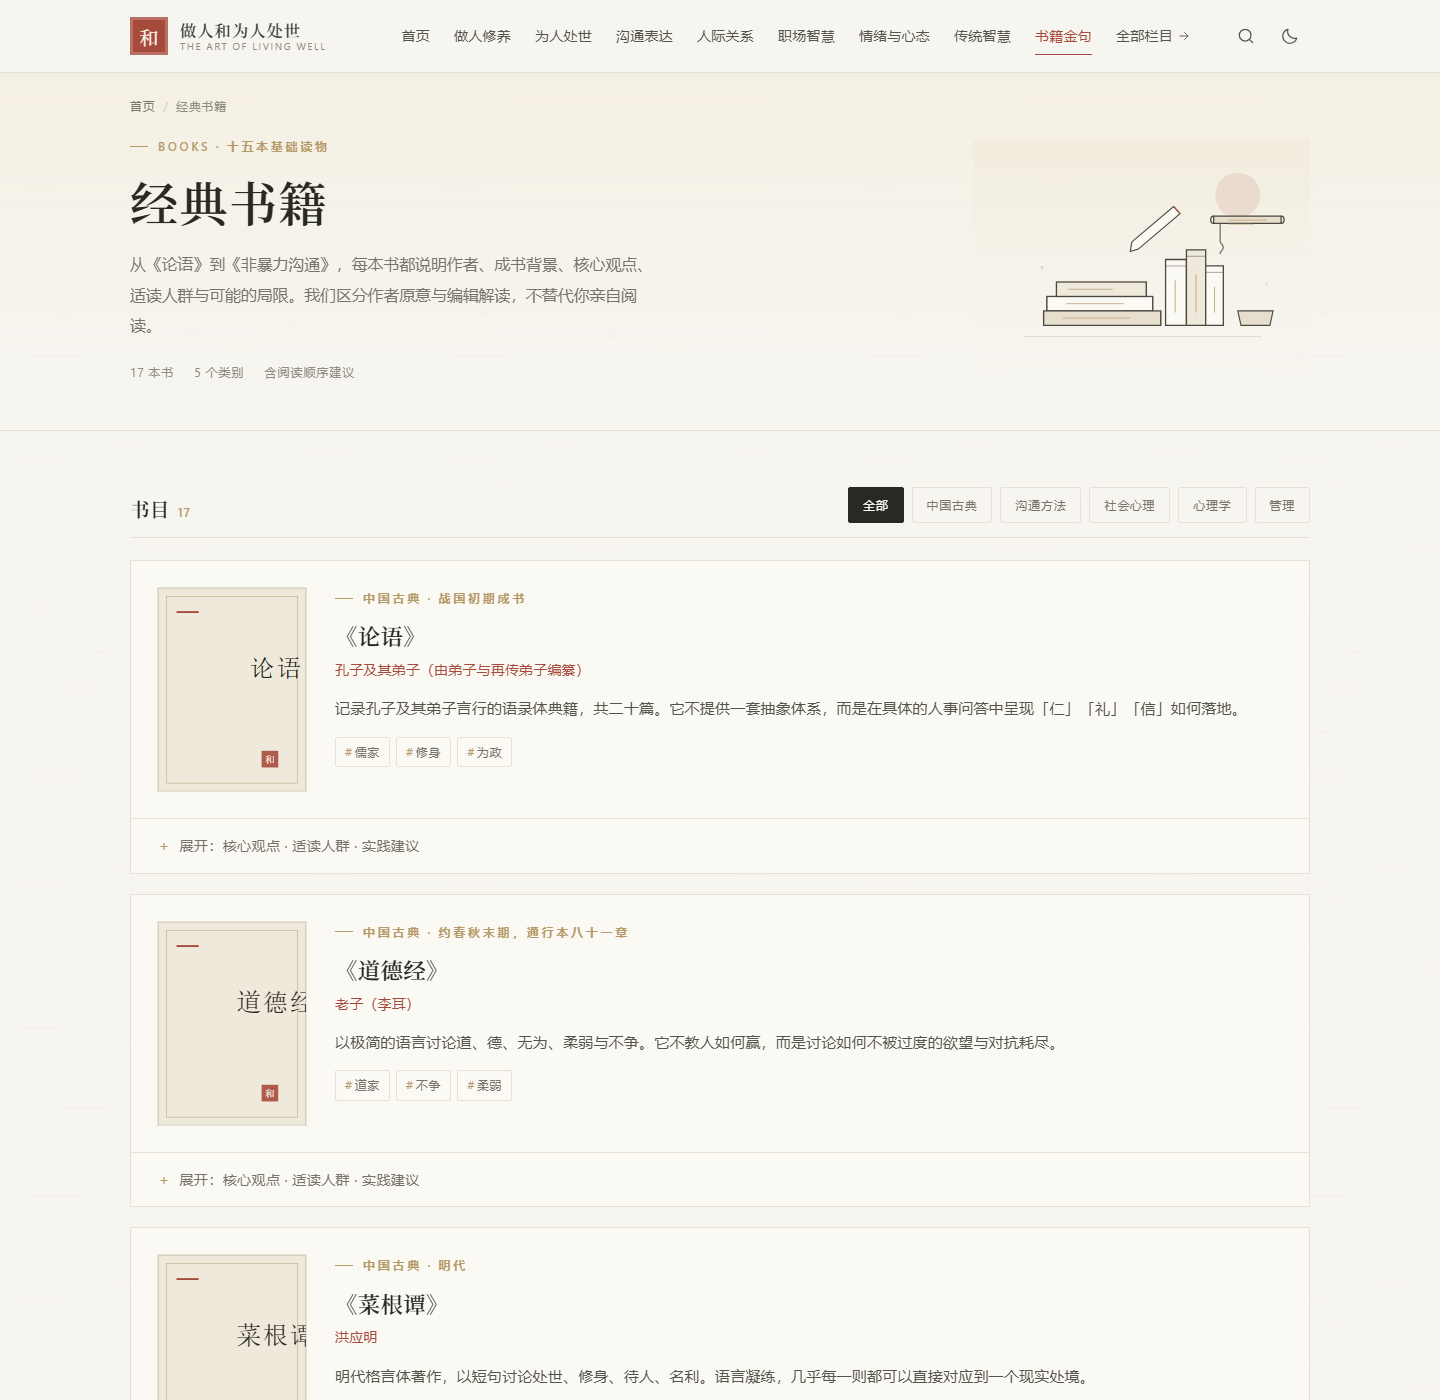 和
做人和为人处世
THE ART OF LIVING WELL
首页 做人修养 为人处世 沟通表达 人际关系 职场智慧 情绪与心态 传统智慧 书籍金句 全部栏目 →
首页 / 经典书籍
BOOKS · 十五本基础读物
经典书籍
从《论语》到《非暴力沟通》，每本书都说明作者、成书背景、核心观点、
适读人群与可能的局限。我们区分作者原意与编辑解读，不替代你亲自阅
读。
17 本书 5 个类别 含阅读顺序建议
书目 17
全部 中国古典 沟通方法 社会心理 心理学 管理
论语
和
中国古典 · 战国初期成书
《论语》
孔子及其弟子（由弟子与再传弟子编纂）
记录孔子及其弟子言行的语录体典籍，共二十篇。它不提供一套抽象体系，而是在具体的人事问答中呈现「仁」「礼」「信」如何落地。
#儒家 #修身 #为政
+ 展开：核心观点 · 适读人群 · 实践建议
道德经
和
中国古典 · 约春秋末期，通行本八十一章
《道德经》
老子（李耳）
以极简的语言讨论道、德、无为、柔弱与不争。它不教人如何赢，而是讨论如何不被过度的欲望与对抗耗尽。
#道家 #不争 #柔弱
+ 展开：核心观点 · 适读人群 · 实践建议
菜根谭
中国古典 · 明代
《菜根谭》
洪应明
明代格言体著作，以短句讨论处世、修身、待人、名利。语言凝练，几乎每一则都可以直接对应到一个现实处境。